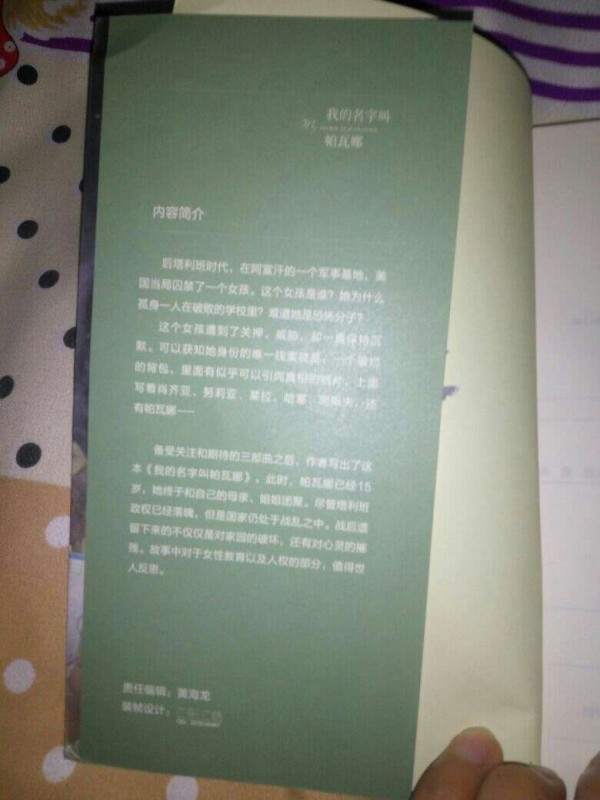 我的名字叫
帕瓦娜
内容简介
后塔利班时代，在阿富汗的一个军事基地，美
国当局囚禁了一个女孩。这个女孩是谁？她为什么
孤身一人在破败的学校里？难道她是恐怖分子？
这个女孩遭到了关押、威胁，却一直保持沉
默。可以获知她身份的唯一线索就是，一个破烂
的背包，里面有似乎可以引向真相的纸片，上面
写着肖齐亚、努莉亚、蒙拉、哈塞、阿斯夫，还
有帕瓦娜——
备受关注和期待的三部曲之后，作者写出了这
本《我的名字叫帕瓦娜》。此时，帕瓦娜已经15
岁，她终于和自己的母亲、姐姐团聚。尽管塔利班
政权已经落魄，但是国家仍处于战乱之中。战后遗
留下来的不仅仅是对家园的破坏，还有对心灵的摧
残。故事中对于女性教育以及人权的部分，值得世
人反思。
责任编辑：黄海龙
装帧设计：